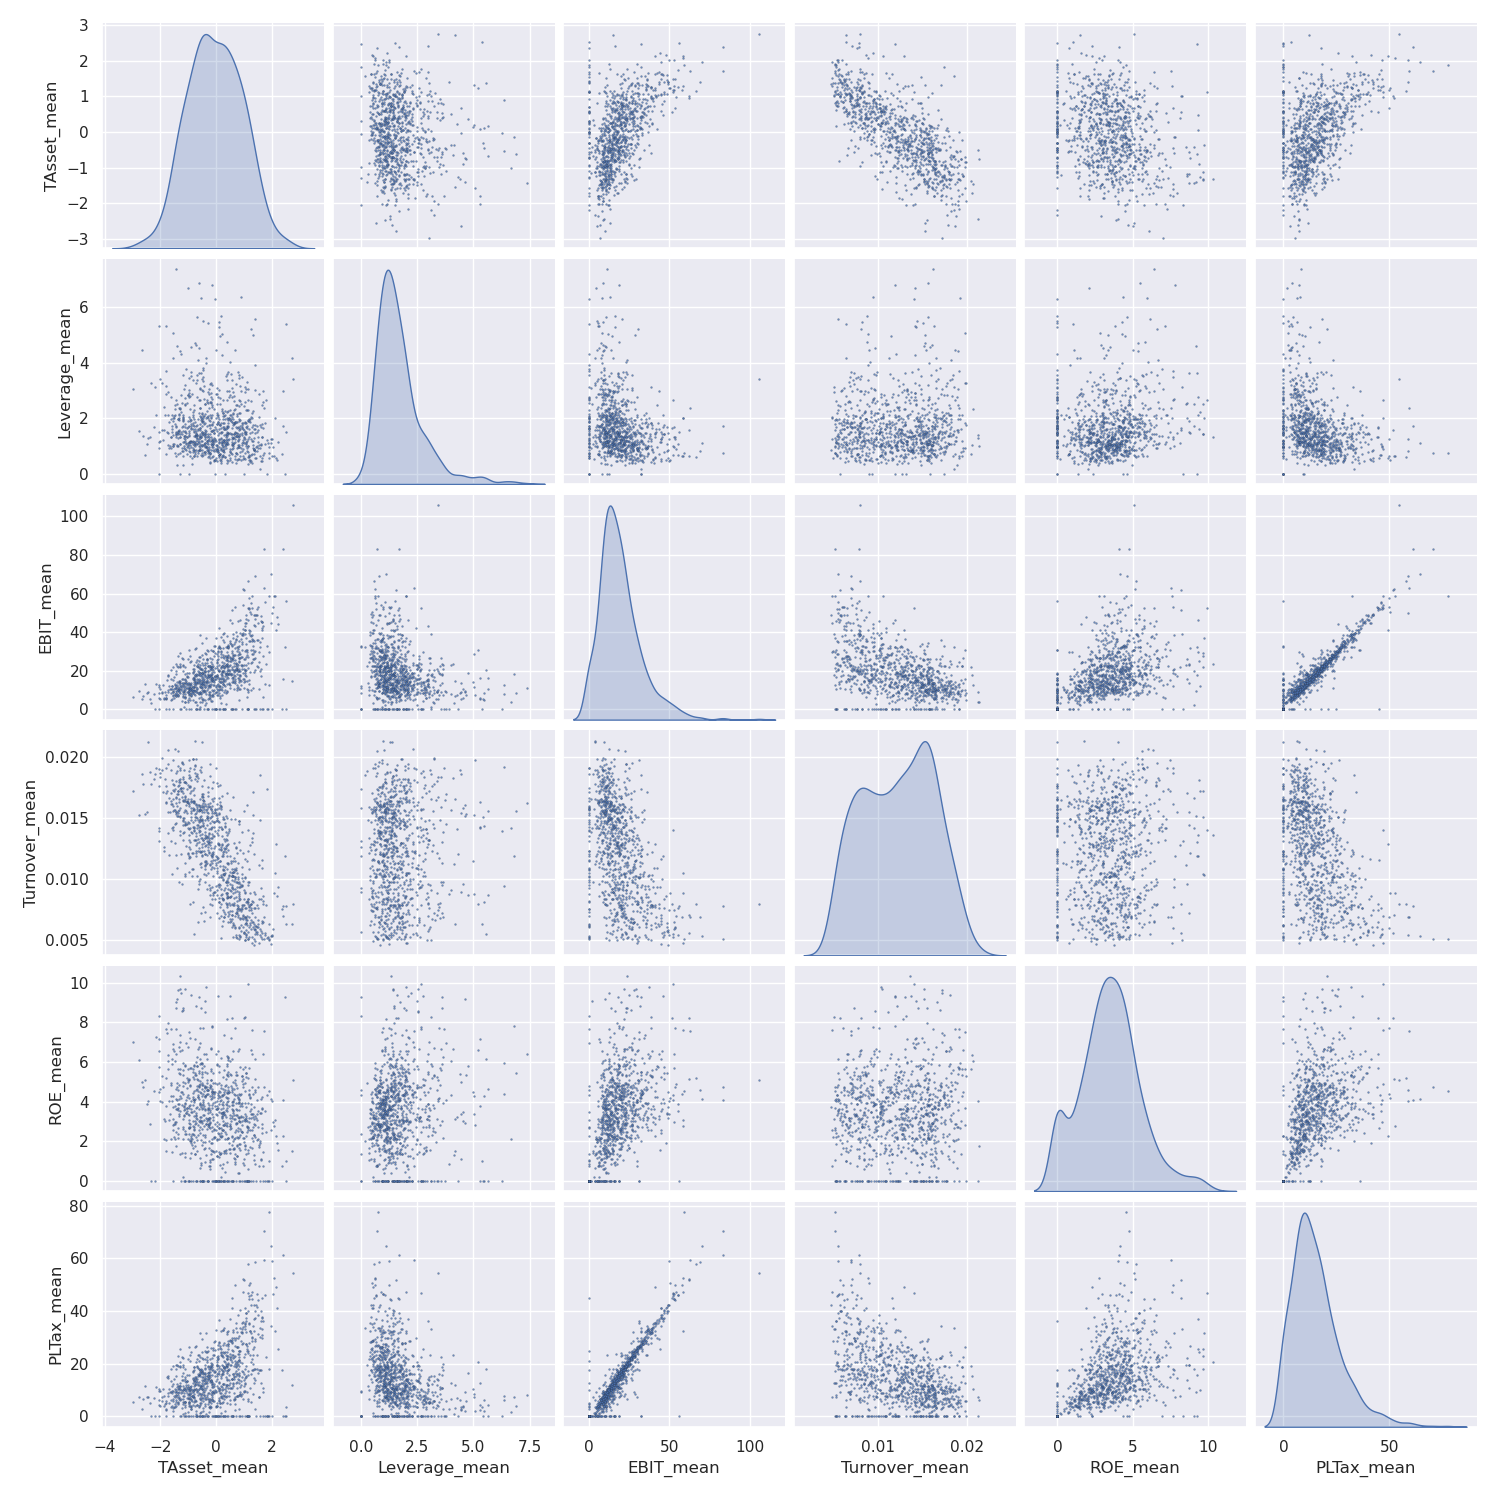 3
2
1
0
−1
−2
−3
TAsset_mean
6
4
2
0
Leverage_mean
100
80
60
40
20
0
EBIT_mean
0.020
0.015
0.010
0.005
Turnover_mean
10
8
6
4
2
0
ROE_mean
80
60
40
20
0
PLTax_mean
−4 −2 0 2
TAsset_mean
0.0 2.5 5.0 7.5
Leverage_mean
0 50 100
EBIT_mean
0.01 0.02
Turnover_mean
0 5 10
ROE_mean
0 50
PLTax_mean